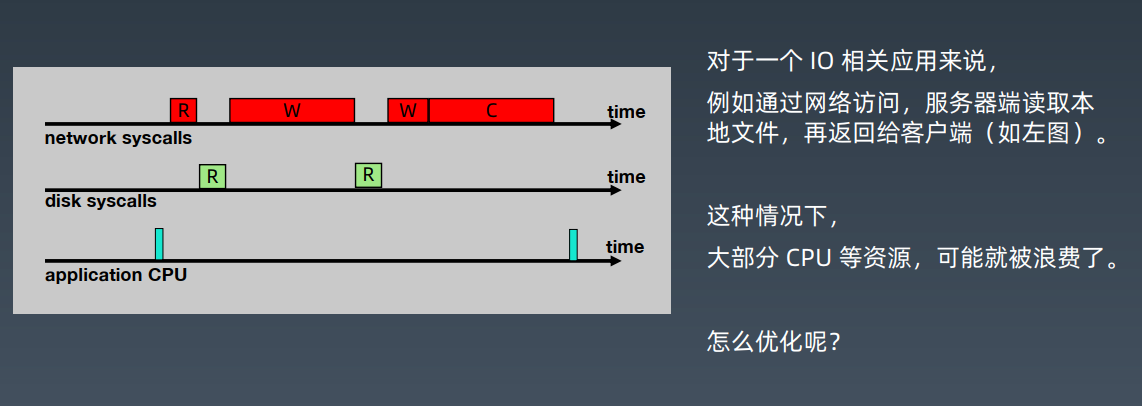 R
W
W
C
time
network syscalls
R
R
time
disk syscalls
time
application CPU
对于一个 IO 相关应用来说，
例如通过网络访问，服务器端读取本
地文件，再返回给客户端（如左图）。
这种情况下，
大部分 CPU 等资源，可能就被浪费了。
怎么优化呢？